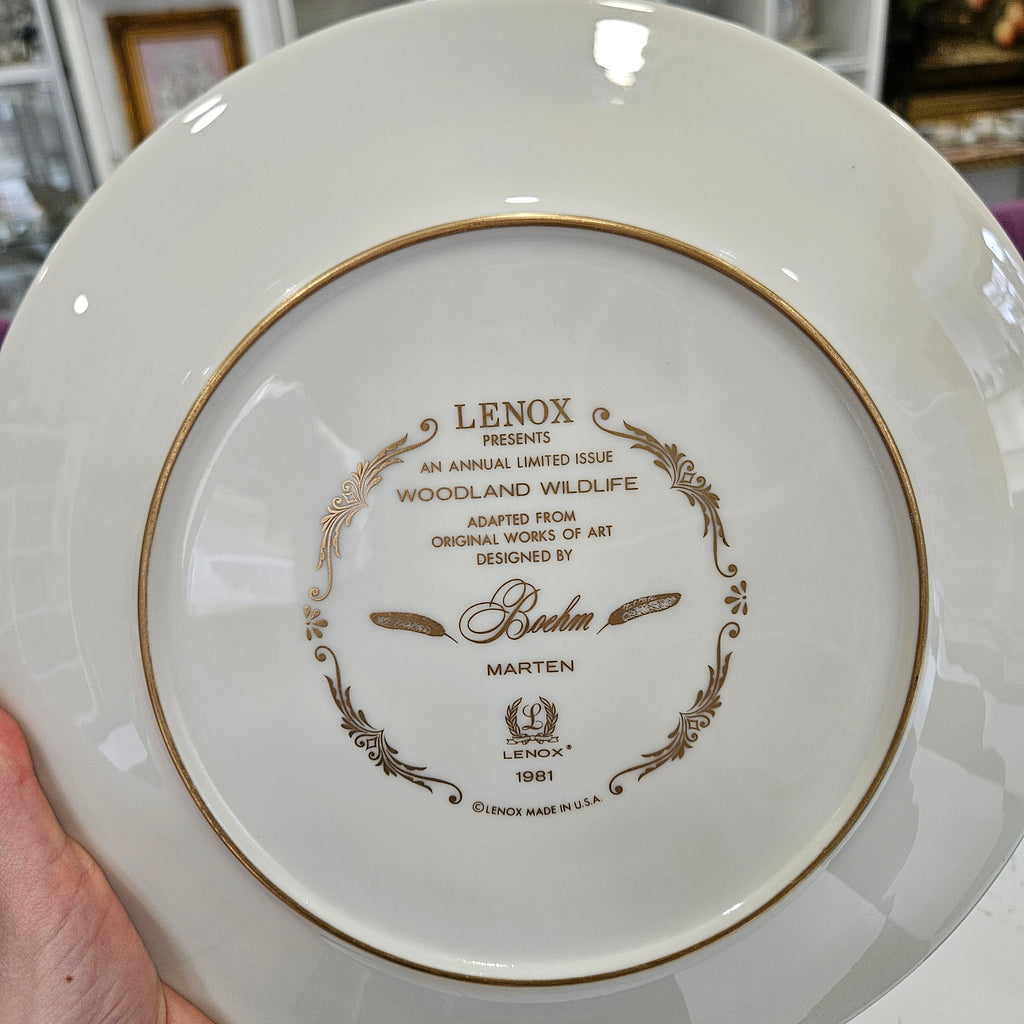 LENOX
PRESENTS
AN ANNUAL LIMITED ISSUE
WOODLAND WILDLIFE
ADAPTED FROM
ORIGINAL WORKS OF ART
DESIGNED BY
Boehm
MARTEN
L
LENOX®
1981
© LENOX MADE IN U.S.A.